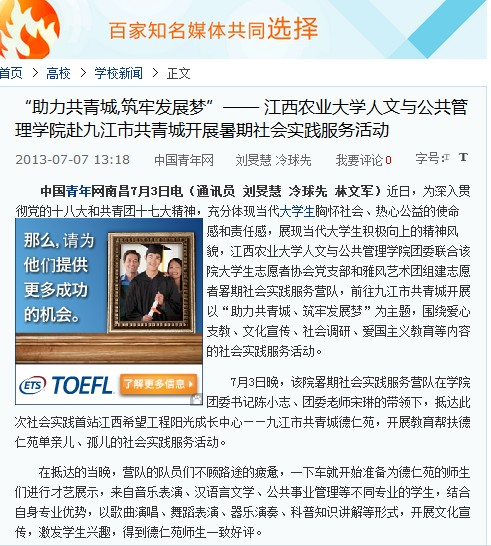 百家知名媒体共同选择
首页 > 高校 > 学校新闻 > 正文
“助力共青城,筑牢发展梦”—— 江西农业大学人文与公共管
理学院赴九江市共青城开展暑期社会实践服务活动
2013-07-07 13:18 中国青年网 刘旻慧 冷球先 我要评论0 字号:T T
中国青年网南昌7月3日电（通讯员 刘旻慧 冷球先 林文军）近日，为深入贯
彻党的十八大和共青团十七大精神，充分体现当代大学生胸怀社会、热心公益的使命
感和责任感，展现当代大学生积极向上的精神风
貌，江西农业大学人文与公共管理学院团委联合该
院大学生志愿者协会党支部和雅风艺术团组建志愿
者暑期社会实践服务营队，前往九江市共青城开展
以“助力共青城、筑牢发展梦”为主题，围绕爱心
支教、文化宣传、社会调研、爱国主义教育等内容
的社会实践服务活动。
那么,请为
他们提供
更多成功
的机会。
ETS TOEFL 了解更多信息
7月3日晚，该院暑期社会实践服务营队在学院
团委书记陈小志、团委老师宋琳的带领下，抵达此
次社会实践首站江西希望工程阳光成长中心——九江市共青城德仁苑，开展教育帮扶德
仁苑单亲儿、孤儿的社会实践服务活动。
在抵达的当晚，营队的队员们不顾路途的疲惫，一下车就开始准备为德仁苑的师生
们进行才艺展示，来自音乐表演、汉语言文学、公共事业管理等不同专业的学生，结合
自身专业优势，以歌曲演唱、舞蹈表演、器乐演奏、科普知识讲解等形式，开展文化宣
传，激发学生兴趣，得到德仁苑师生一致好评。